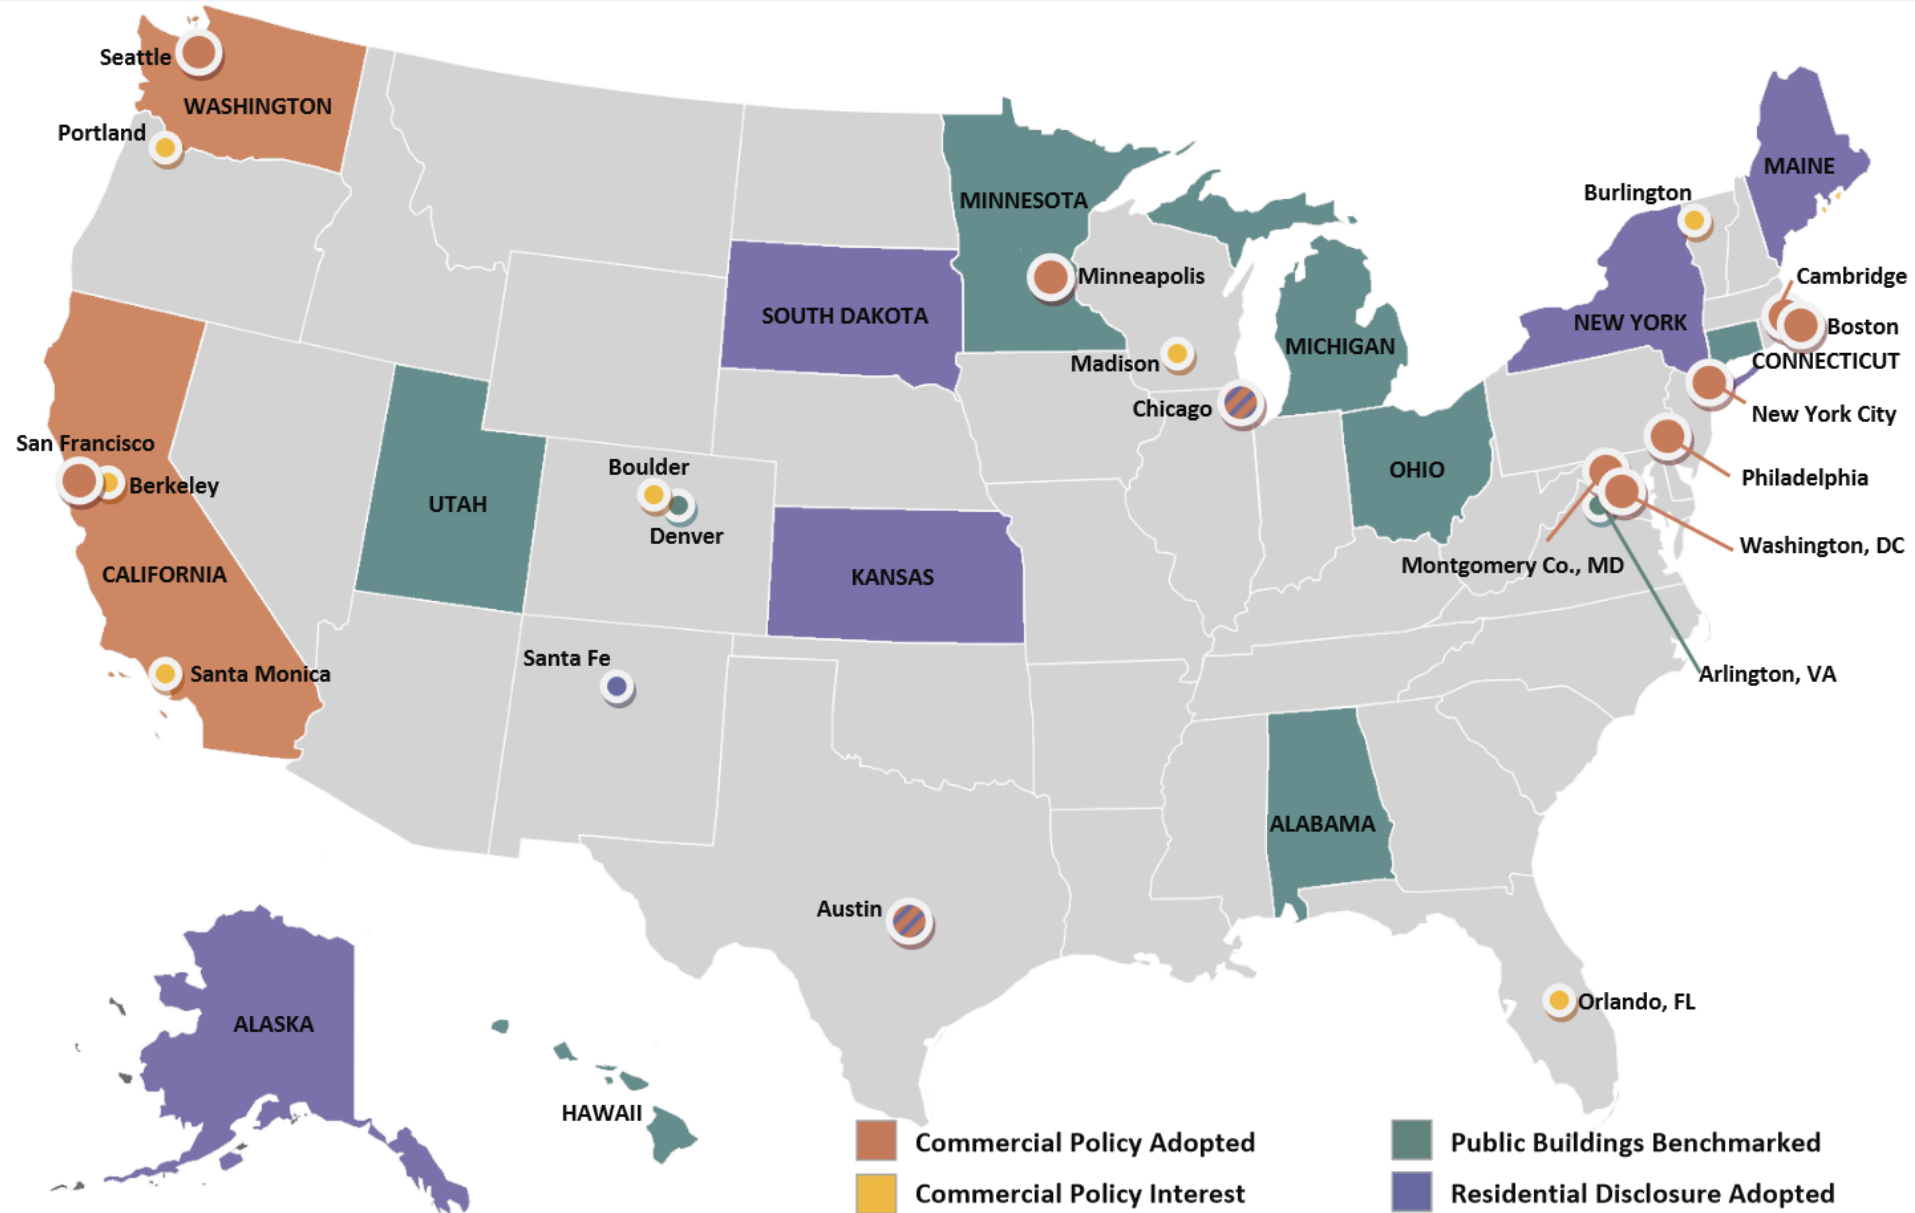 Seattle
WASHINGTON
Portland
MINNESOTA
MAINE
Burlington
Minneapolis
Cambridge
SOUTH DAKOTA
NEW YORK
Boston
MICHIGAN
CONNECTICUT
Madison
Chicago
New York City
San Francisco
Boulder
OHIO
Philadelphia
Berkeley
UTAH
Denver
Washington, DC
Montgomery Co., MD
CALIFORNIA
KANSAS
Santa Fe
Santa Monica
Arlington, VA
ALABAMA
Austin
Orlando, FL
ALASKA
HAWAII
Commercial Policy Adopted
Public Buildings Benchmarked
Commercial Policy Interest
Residential Disclosure Adopted